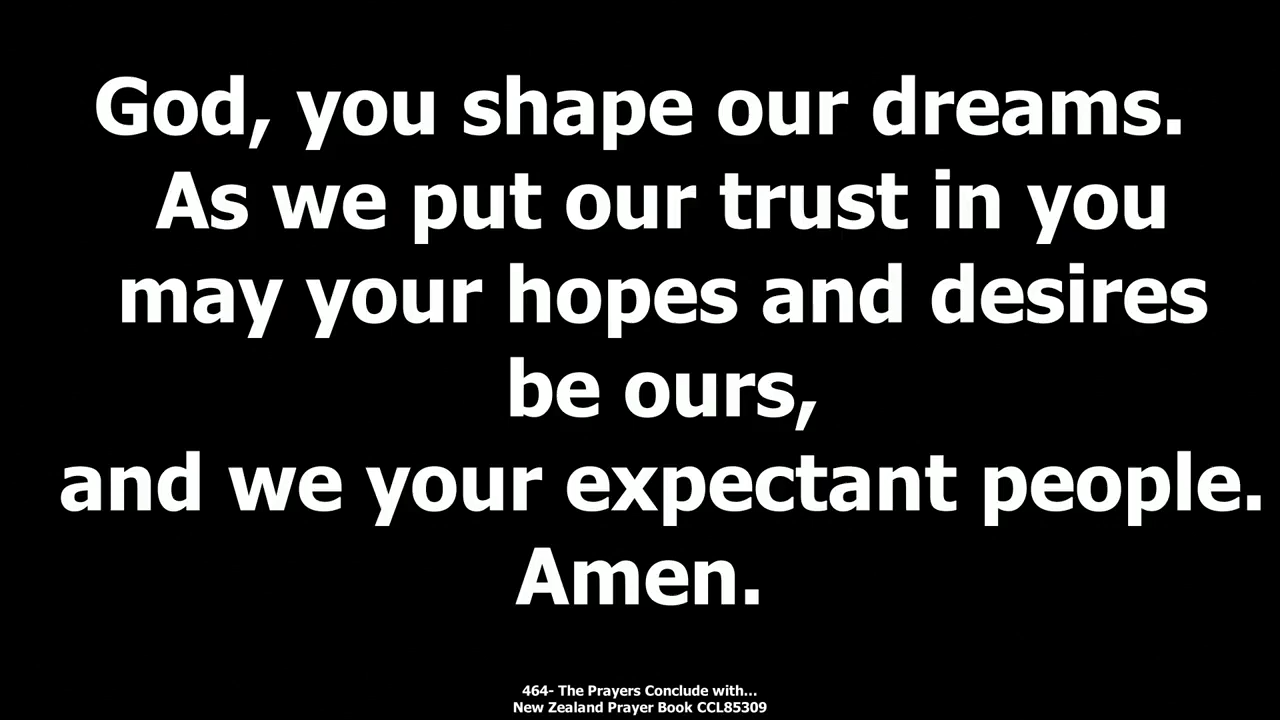 God, you shape our dreams.
As we put our trust in you
may your hopes and desires
be ours,
and we your expectant people.
Amen.
464- The Prayers Conclude with...
New Zealand Prayer Book CCL85309